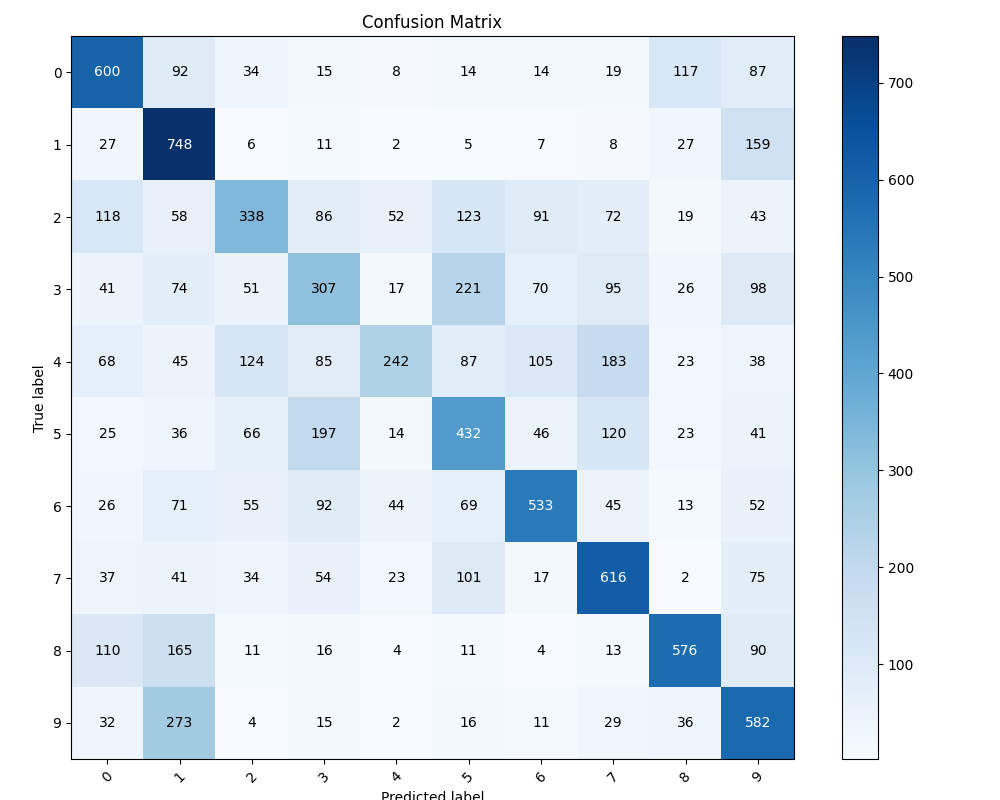 Confusion Matrix
True label
0 600 92 34 15 8 14 14 19 117 87
1 27 748 6 11 2 5 7 8 27 159
2 118 58 338 86 52 123 91 72 19 43
3 41 74 51 307 17 221 70 95 26 98
4 68 45 124 85 242 87 105 183 23 38
5 25 36 66 197 14 432 46 120 23 41
6 26 71 55 92 44 69 533 45 13 52
7 37 41 34 54 23 101 17 616 2 75
8 110 165 11 16 4 11 4 13 576 90
9 32 273 4 15 2 16 11 29 36 582
0 1 2 3 4 5 6 7 8 9
Predicted label
700
600
500
400
300
200
100